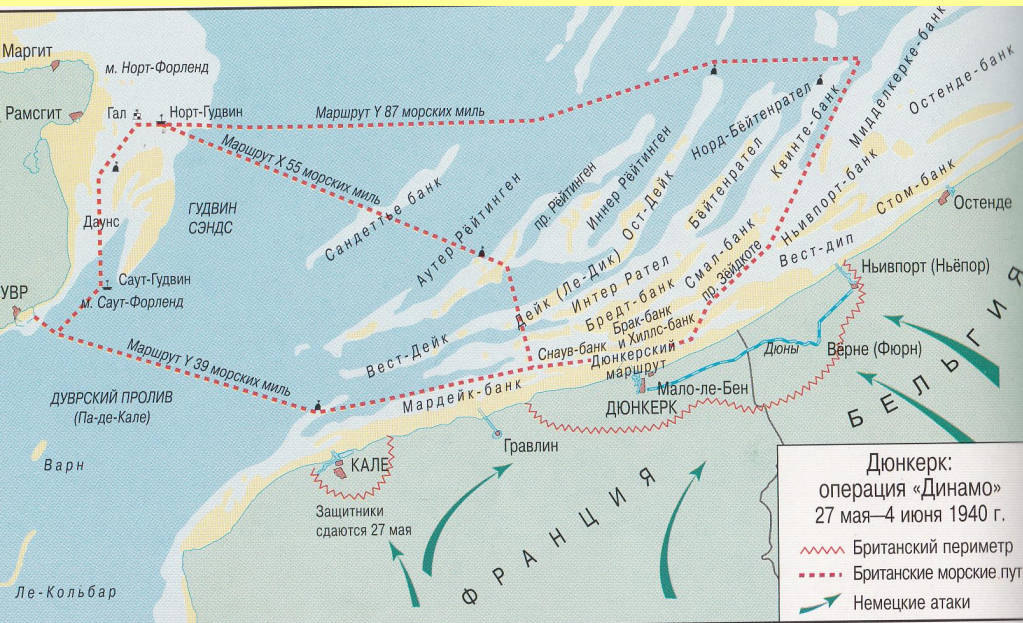 Маргит
м. Норт-Форленд
Рамсгит
Гал
Норт-Гудвин
Маршрут Y 87 морских миль
Маршрут X 55 морских миль
Даунс
ГУДВИН
СЭНДС
Сандеттье банк
Аутер Рёйтинген
пр. Рёйтинген
Иннер Рёйтинген
Ост-Дейк
Норд-Бёйтенрател
Бёйтенрател
Квинте-банк
Мидделкерке-банк
Остенде-банк
Ньивпорт-банк
Стом-банк
Остенде
Вест-дип
Ньивпорт (Ньёпор)
Саут-Гудвин
м. Саут-Форленд
УВР
Дейк (Ле-Дик)
Интер Рател
Бредт-банк
Смал-банк
пр. Зёйдкоте
Брак-банк
и Хиллс-банк
Снаув-банк
Дюнкерский
маршрут
Вест-Дейк
Мардейк-банк
Маршрут Y 39 морских миль
ДУВРСКИЙ ПРОЛИВ
(Па-де-Кале)
Варн
Ле-Кольбар
Дюны
Верне (Фюрн)
Мало-ле-Бен
ДЮНКЕРК
Гравлин
КАЛЕ
Защитники
сдаются 27 мая
ФРАНЦИЯ
БЕЛЬГИЯ
Дюнкерк:
операция «Динамо»
27 мая—4 июня 1940 г.
Британский периметр
Британские морские пут
Немецкие атаки